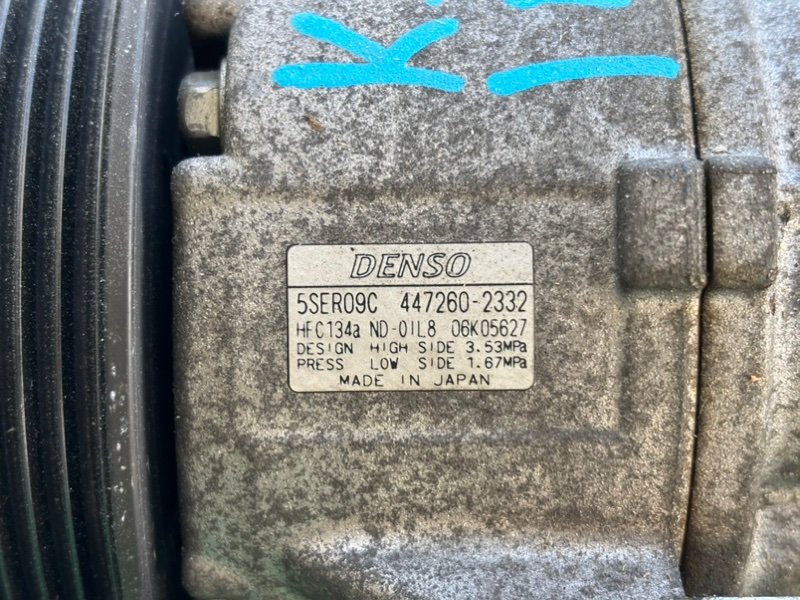 K
DENSO
5SER09C 447260-2332
HFC134a ND-OIL8 06K05627
DESIGN HIGH SIDE 3.53MPa
PRESS LOW SIDE 1.67MPa
MADE IN JAPAN